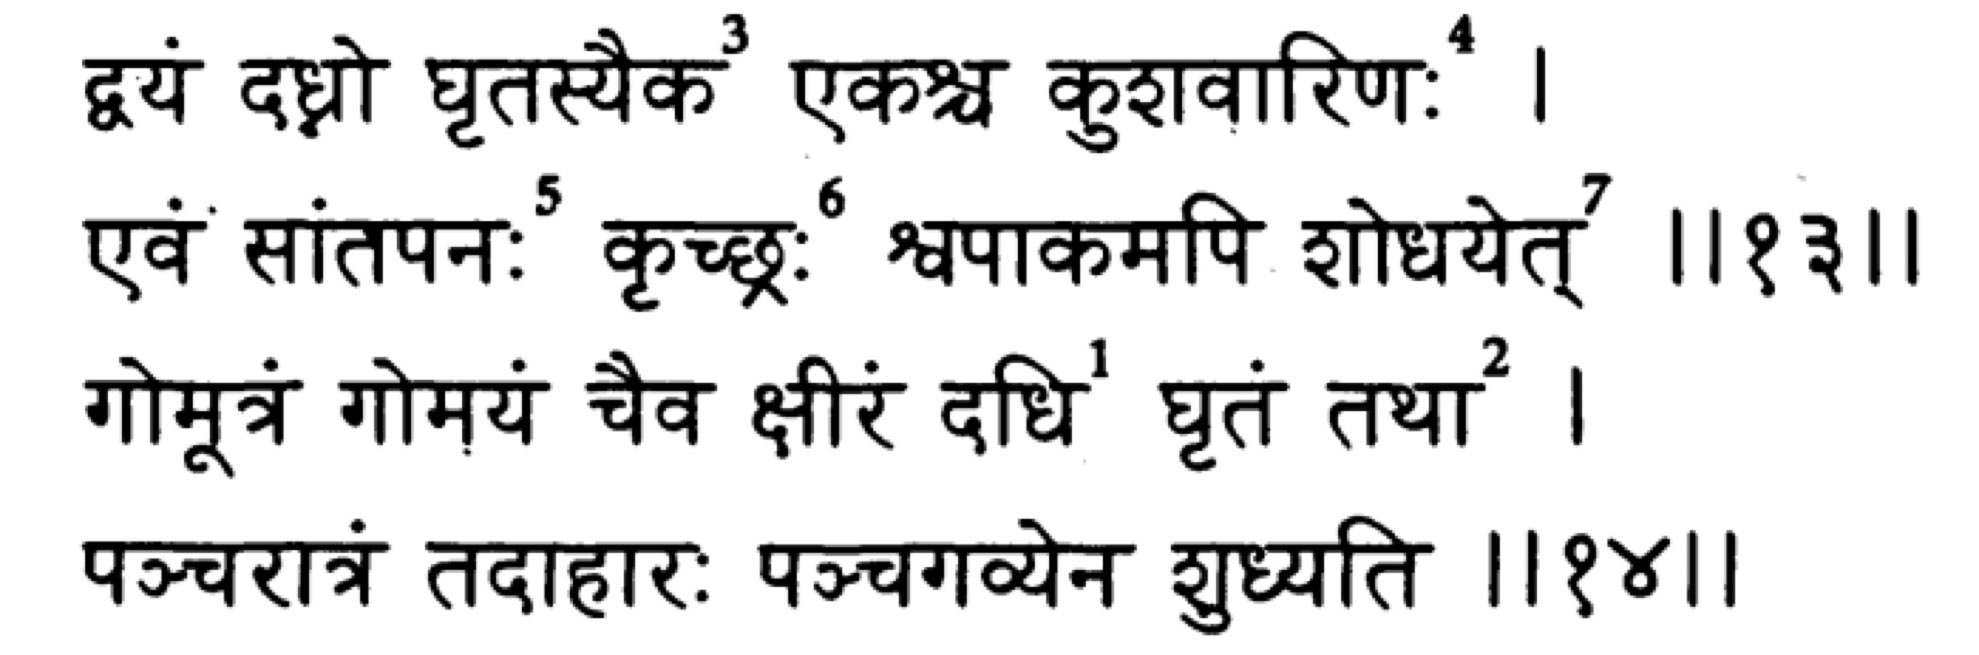 द्वयं दध्नो घृतस्यैक³ एकश्च कुशवारिणः⁴ ।
एवं सांतपनः⁵ कृच्छ्रः⁶ श्वपाकमपि शोधयेत्⁷ ।।१३।।
गोमूत्रं गोमयं चैव क्षीरं दधि¹ घृतं तथा² ।
पञ्चरात्रं तदाहारः पञ्चगव्येन शुध्यति ।।१४।।